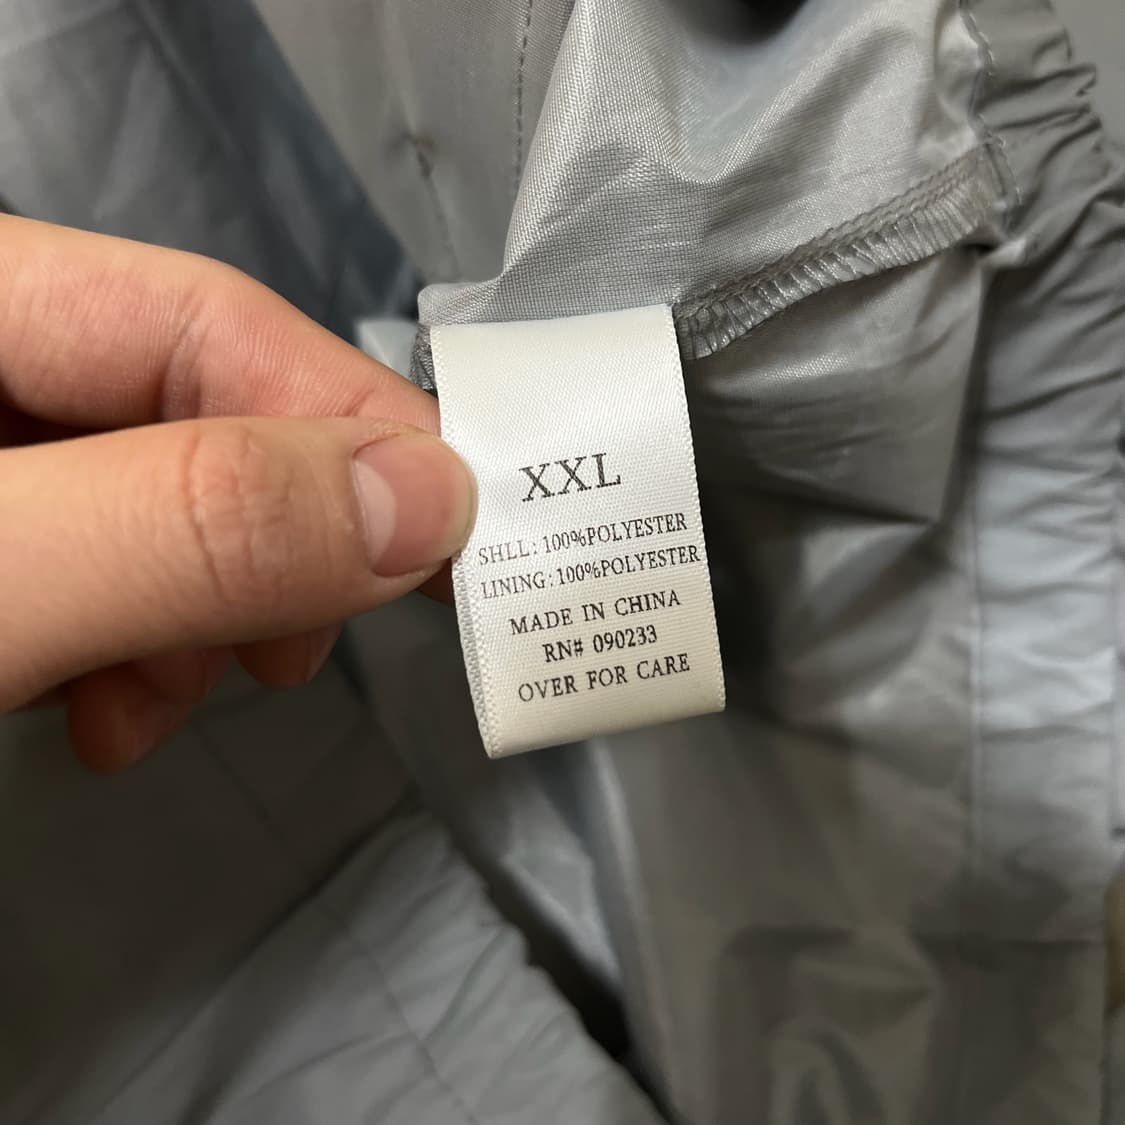 XXL
SHLL: 100%POLYESTER
LINING: 100%POLYESTER
MADE IN CHINA
RN# 090233
OVER FOR CARE